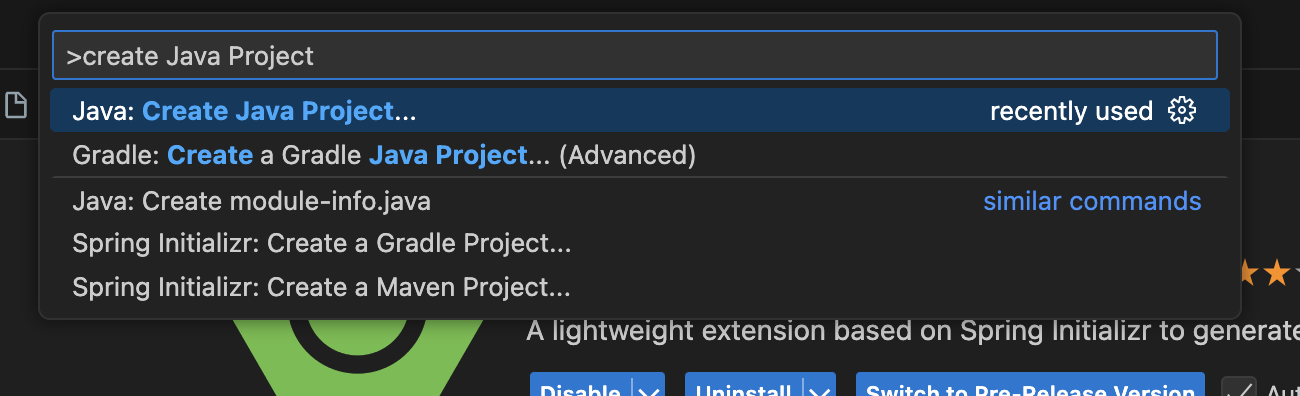 >create Java Project
Java: Create Java Project... recently used
Gradle: Create a Gradle Java Project... (Advanced)
Java: Create module-info.java similar commands
Spring Initializr: Create a Gradle Project...
Spring Initializr: Create a Maven Project...
A lightweight extension based on Spring Initializr to generate
Disable Uninstall Switch to Pre-Release Version Aut